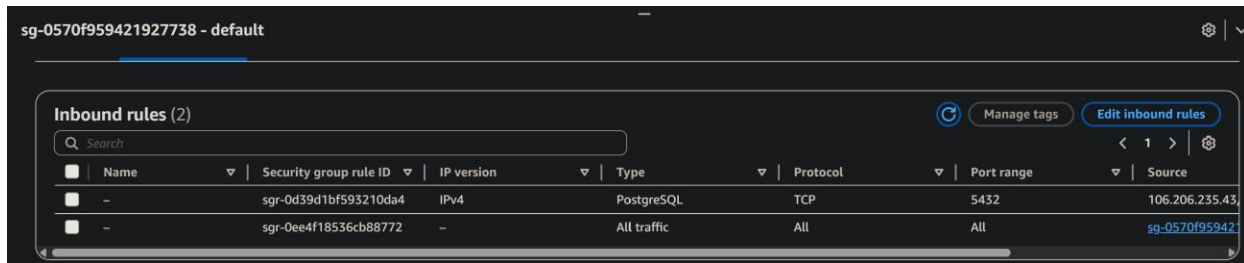 sg-0570f959421927738 - default
Inbound rules (2)
Manage tags
Edit inbound rules
Search
1
Name Security group rule ID IP version Type Protocol Port range Source
– sgr-0d39d1bf593210da4 IPv4 PostgreSQL TCP 5432 106.206.235.43
– sgr-0ee4f18536cb88772 – All traffic All All sg-0570f95942